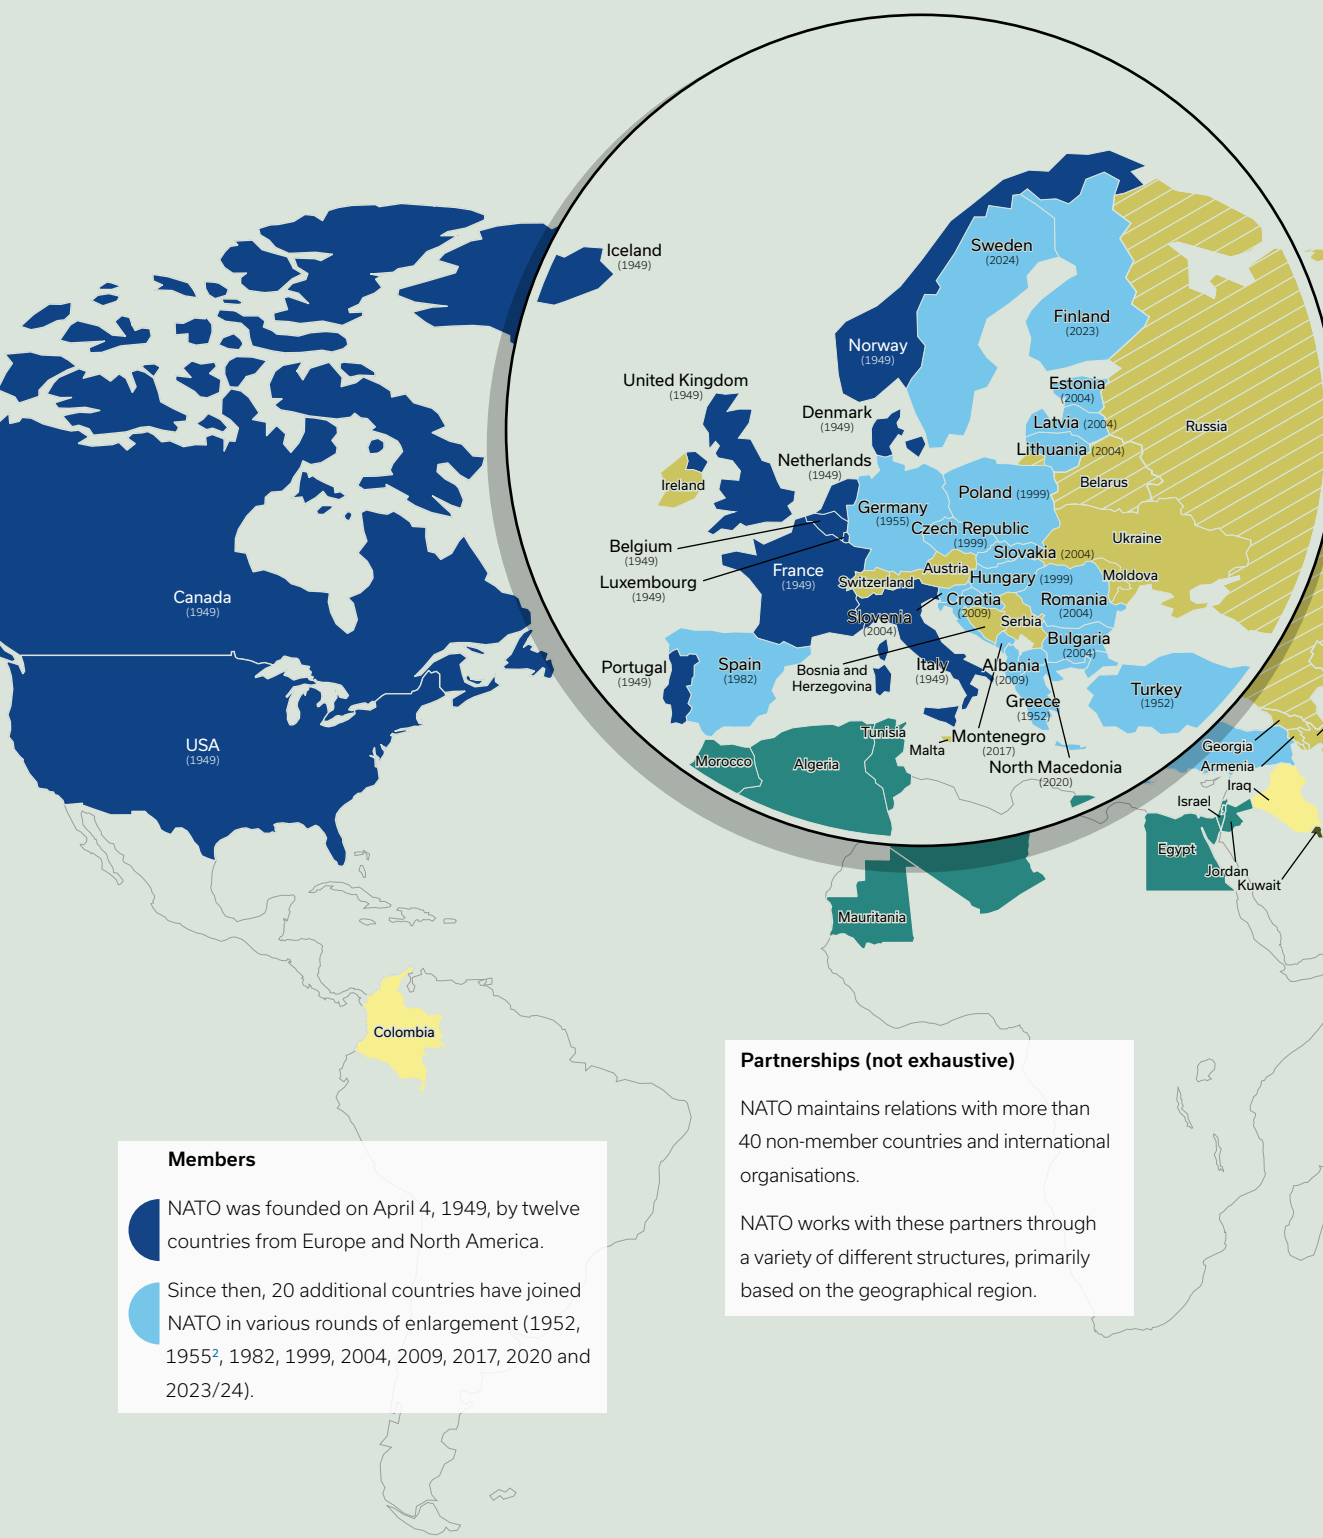 Iceland
(1949)
Sweden
(2024)
Finland
(2023)
Norway
(1949)
United Kingdom
(1949)
Estonia
(2004)
Denmark
(1949)
Latvia (2004)
Russia
Lithuania (2004)
Netherlands
(1949)
Ireland
Belarus
Poland (1999)
Germany
(1955)
Czech Republic
(1999)
Ukraine
Belgium
(1949)
Slovakia (2004)
Luxembourg
(1949)
France
(1949)
Switzerland
Austria
Hungary (1999)
Moldova
Canada
(1949)
Slovenia
(2004)
Croatia
(2009)
Romania
(2004)
Serbia
Bulgaria
(2004)
Portugal
(1949)
Spain
(1982)
Bosnia and
Herzegovina
Italy
(1949)
Albania
(2009)
Greece
(1952)
Turkey
(1952)
USA
(1949)
Tunisia
Malta
Montenegro
(2017)
Georgia
Morocco
Algeria
North Macedonia
(2020)
Armenia
Iraq
Israel
Egypt
Jordan
Kuwait
Mauritania
Colombia
Partnerships (not exhaustive)
NATO maintains relations with more than
40 non-member countries and international
organisations.
NATO works with these partners through
a variety of different structures, primarily
based on the geographical region.
Members
NATO was founded on April 4, 1949, by twelve
countries from Europe and North America.
Since then, 20 additional countries have joined
NATO in various rounds of enlargement (1952,
1955², 1982, 1999, 2004, 2009, 2017, 2020 and
2023/24).